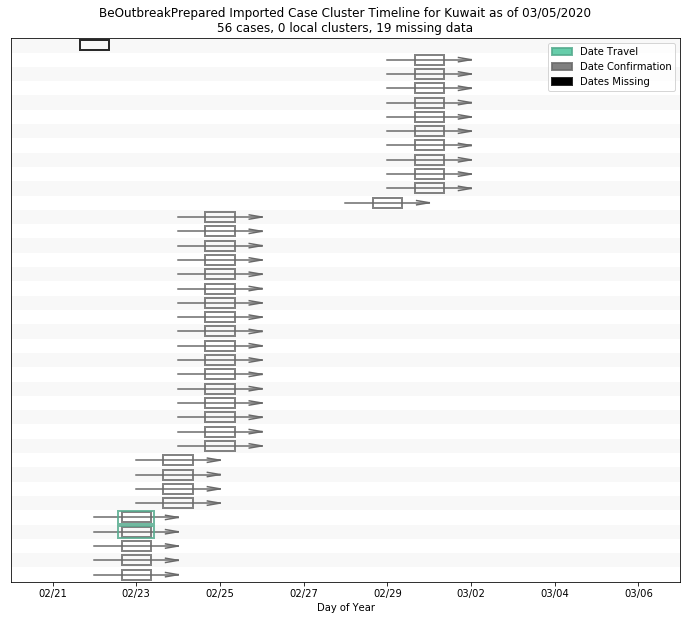 BeOutbreakPrepared Imported Case Cluster Timeline for Kuwait as of 03/05/2020
56 cases, 0 local clusters, 19 missing data
Date Travel
Date Confirmation
Dates Missing
02/21 02/23 02/25 02/27 02/29 03/02 03/04 03/06
Day of Year